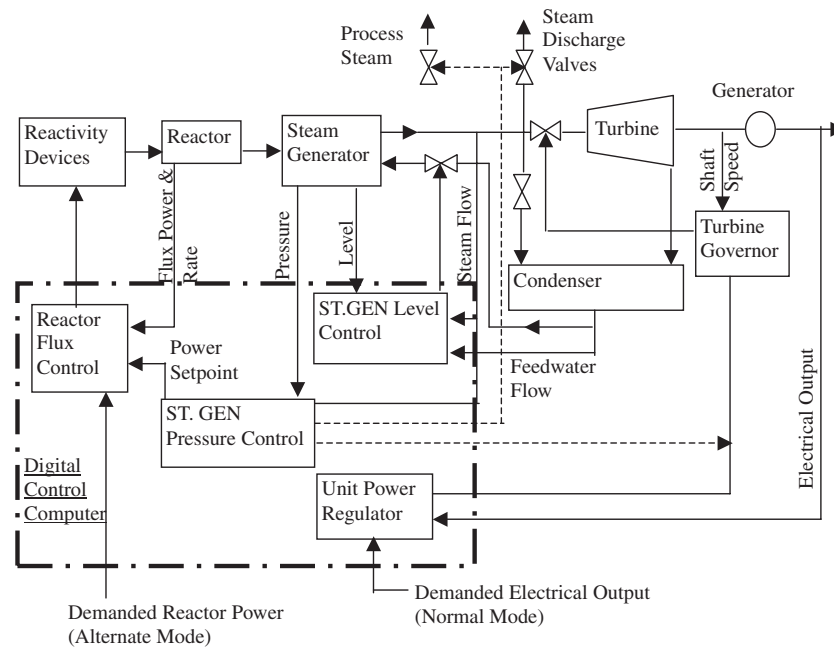 Process
Steam
Steam
Discharge
Valves
Generator
Reactivity
Devices
Reactor
Steam
Generator
Turbine
Flux Power &
Rate
Pressure
Level
Steam Flow
Shaft
Speed
Turbine
Governor
Condenser
Reactor
Flux
Control
ST.GEN Level
Control
Power
Setpoint
Feedwater
Flow
ST. GEN
Pressure Control
Electrical Output
Digital
Control
Computer
Unit Power
Regulator
Demanded Reactor Power
(Alternate Mode)
Demanded Electrical Output
(Normal Mode)